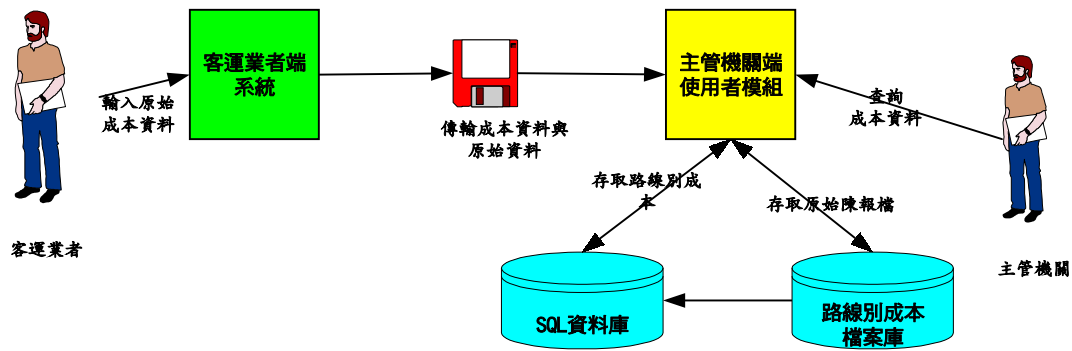 客運業者端
系統
主管機關端
使用者模組
輸入原始
成本資料
傳輸成本資料與
原始資料
查詢
成本資料
存取路線別成
本
存取原始陳報檔
客運業者
主管機關
SQL資料庫
路線別成本
檔案庫